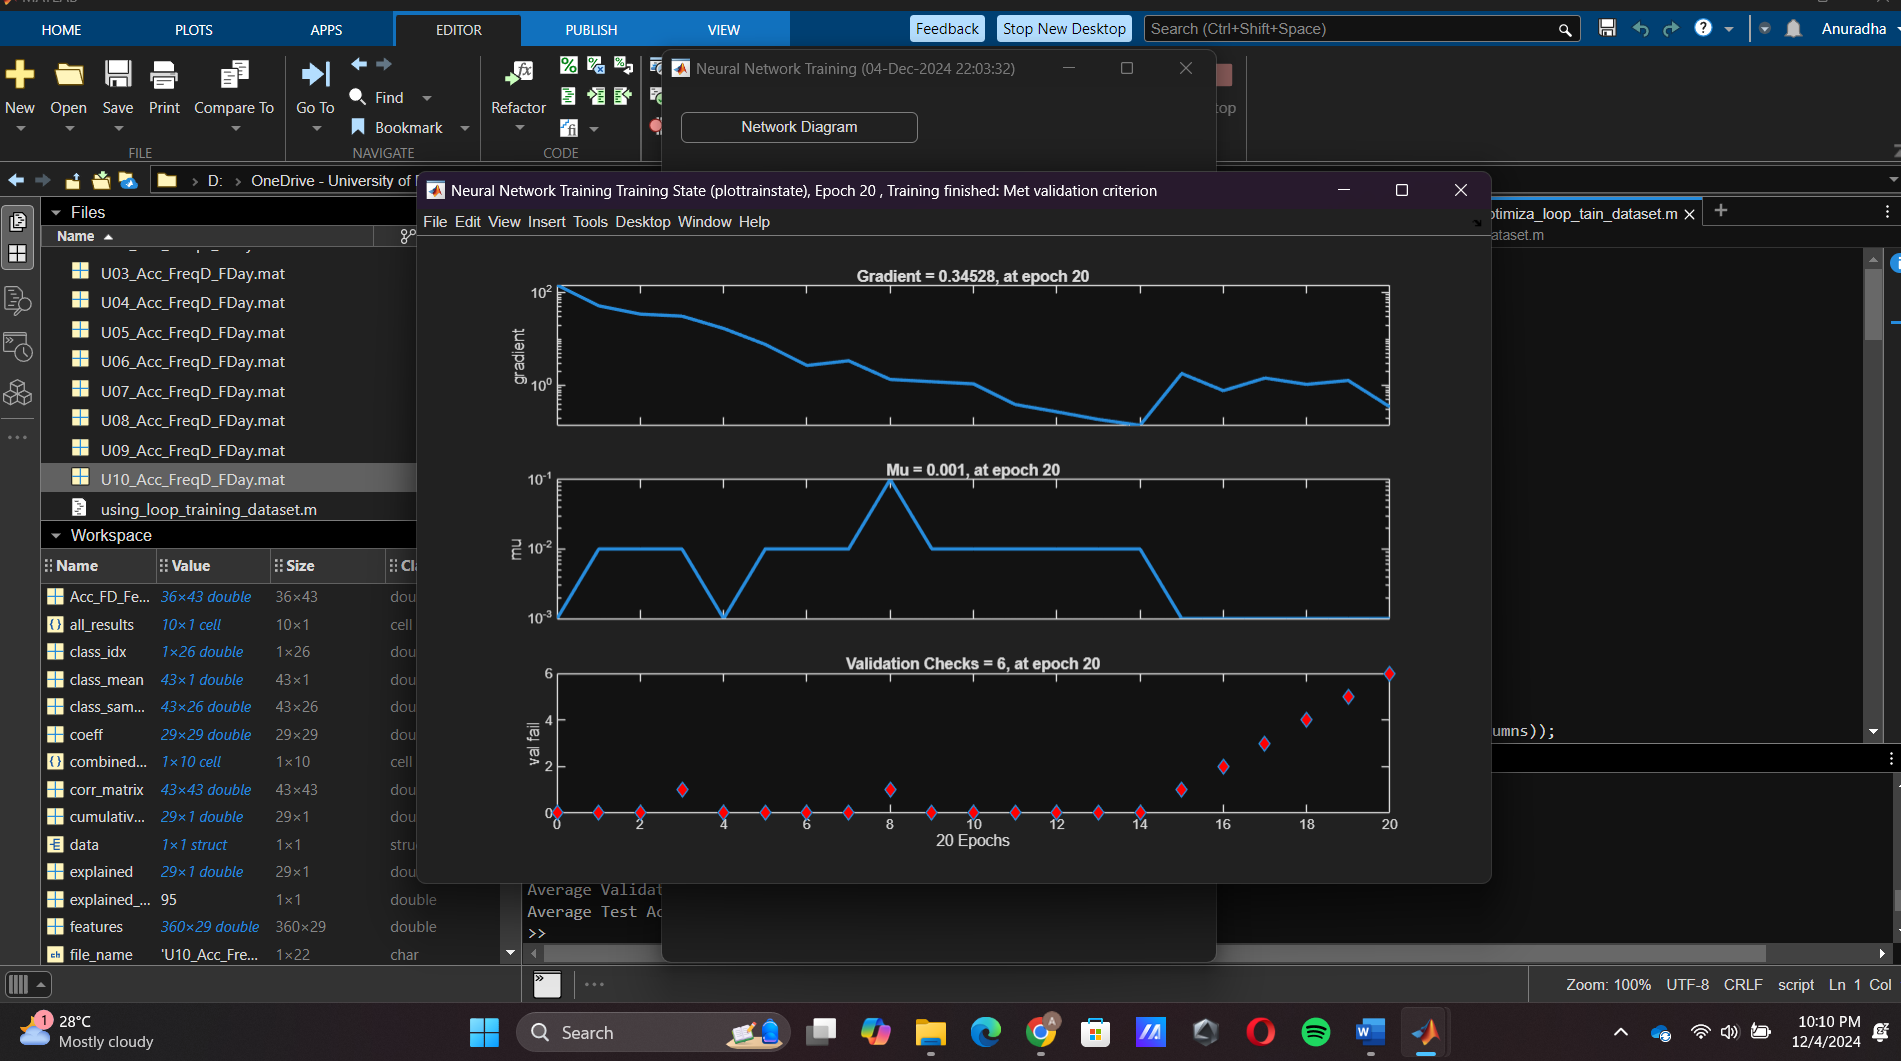 HOME PLOTS APPS EDITOR PUBLISH VIEW Feedback Stop New Desktop Search (Ctrl+Shift+Space) Anuradha
New Open Save Print Compare To Go To Find Bookmark Refactor
FILE NAVIGATE CODE
Neural Network Training (04-Dec-2024 22:03:32)
Network Diagram
D: OneDrive - University of
Neural Network Training Training State (plottrainstate), Epoch 20 , Training finished: Met validation criterion
File Edit View Insert Tools Desktop Window Help
Files
Name
U03_Acc_FreqD_FDay.mat
U04_Acc_FreqD_FDay.mat
U05_Acc_FreqD_FDay.mat
U06_Acc_FreqD_FDay.mat
U07_Acc_FreqD_FDay.mat
U08_Acc_FreqD_FDay.mat
U09_Acc_FreqD_FDay.mat
U10_Acc_FreqD_FDay.mat
using_loop_training_dataset.m
Workspace
Name Value Size Cl
Acc_FD_Fe... 36×43 double 36×43 dou
all_results 10×1 cell 10×1 cell
class_idx 1×26 double 1×26 dou
class_mean 43×1 double 43×1 dou
class_sam... 43×26 double 43×26 dou
coeff 29×29 double 29×29 dou
combined... 1×10 cell 1×10 cell
corr_matrix 43×43 double 43×43 dou
cumulativ... 29×1 double 29×1 dou
data 1×1 struct 1×1 stru
explained 29×1 double 29×1 dou
explained_... 95 1×1 double
features 360×29 double 360×29 double
file_name 'U10_Acc_Fre... 1×22 char
Gradient = 0.34528, at epoch 20
10² 10⁰
gradient
Mu = 0.001, at epoch 20
10⁻¹ 10⁻² 10⁻³
mu
Validation Checks = 6, at epoch 20
6 4 2 0
val fail
0 2 4 6 8 10 12 14 16 18 20
20 Epochs
optimiza_loop_tain_dataset.m
ataset.m
umns));
Average Validat
Average Test Ac
>>
Zoom: 100% UTF-8 CRLF script Ln 1 Col
1 28°C
Mostly cloudy
Search
10:10 PM
12/4/2024